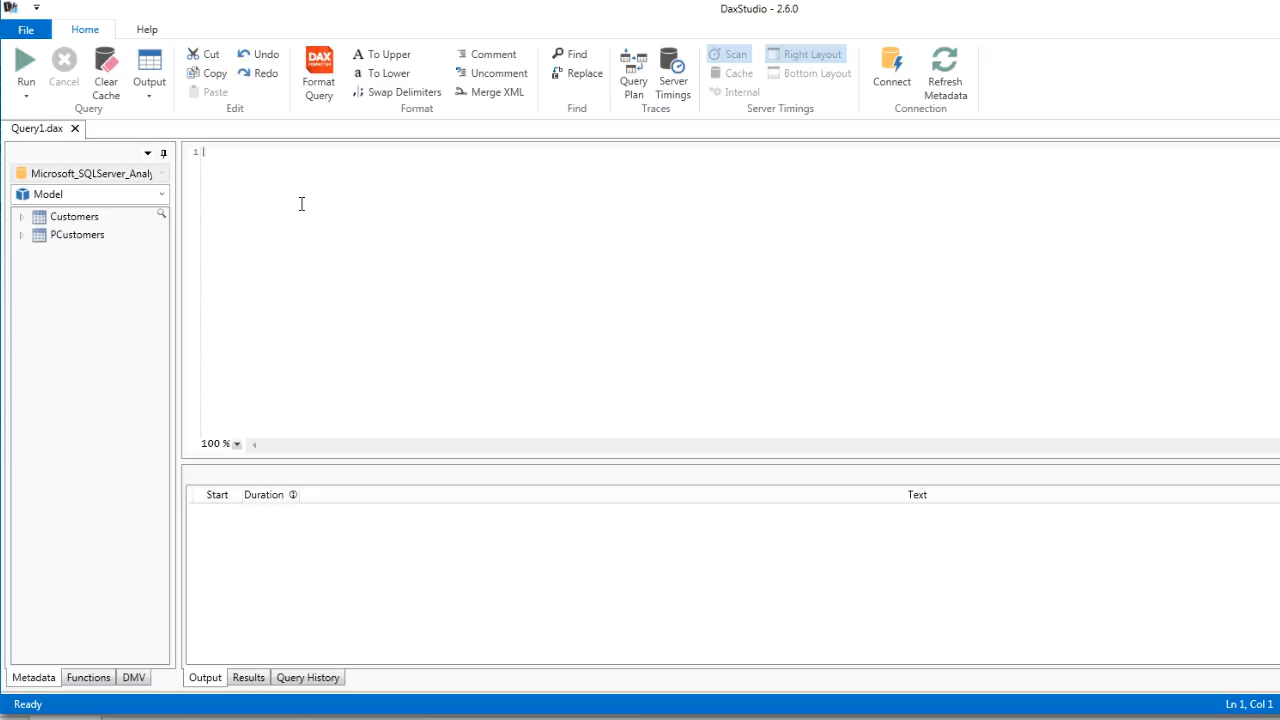 DaxStudio - 2.6.0
File Home Help
Run
Cancel
Clear Cache
Output
Query
Cut
Copy
Paste
Undo
Redo
Edit
DAX
FORMATTER
Format Query
To Upper
To Lower
Swap Delimiters
Comment
Uncomment
Merge XML
Format
Find
Replace
Find
Query Plan
Server Timings
Traces
Scan
Cache
Internal
Right Layout
Bottom Layout
Server Timings
Connect
Refresh Metadata
Connection
Query1.dax
Microsoft_SQLServer_Analy
Model
Customers
PCustomers
1
100 %
Start Duration Text
Metadata Functions DMV
Output Results Query History
Ready
Ln 1, Col 1